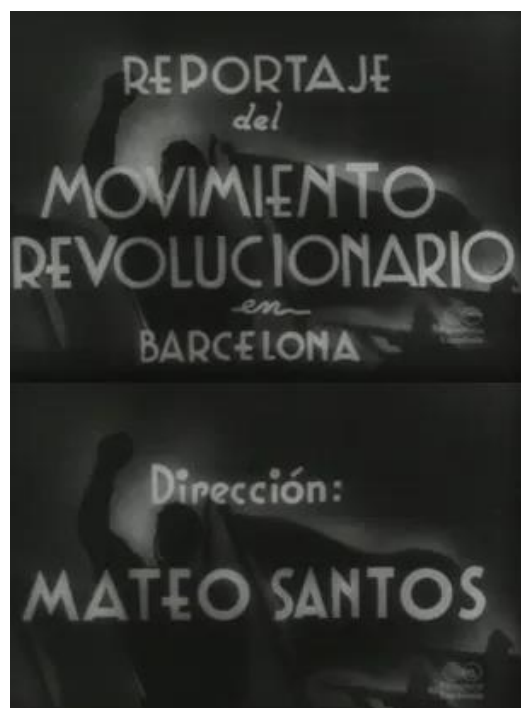 REPORTAJE
del
MOVIMIENTO
REVOLUCIONARIO
en
BARCELONA
Dirección:
MATEO SANTOS